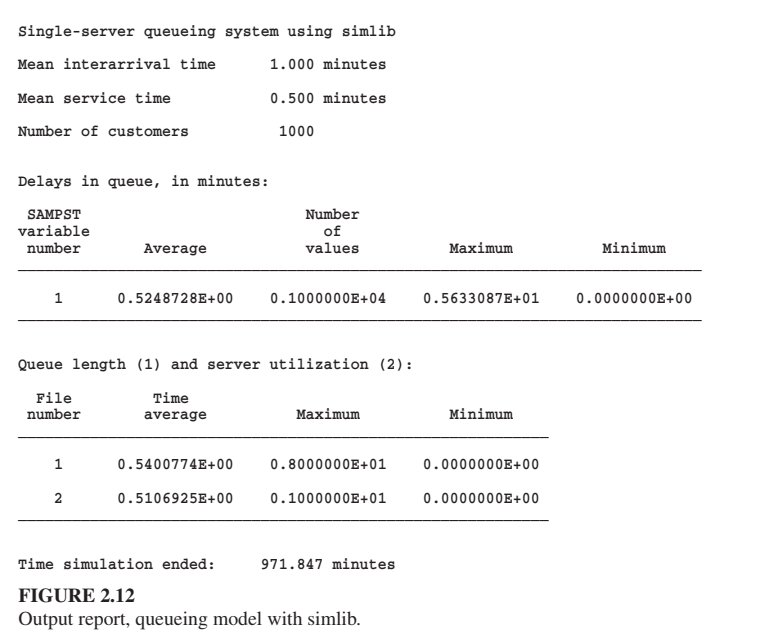 Single-server queueing system using simlib
Mean interarrival time 1.000 minutes
Mean service time 0.500 minutes
Number of customers 1000
Delays in queue, in minutes:
SAMPST Number
variable of
number Average values Maximum Minimum
1 0.5248728E+00 0.1000000E+04 0.5633087E+01 0.0000000E+00
Queue length (1) and server utilization (2):
File Time
number average Maximum Minimum
1 0.5400774E+00 0.8000000E+01 0.0000000E+00
2 0.5106925E+00 0.1000000E+01 0.0000000E+00
Time simulation ended: 971.847 minutes
FIGURE 2.12
Output report, queueing model with simlib.